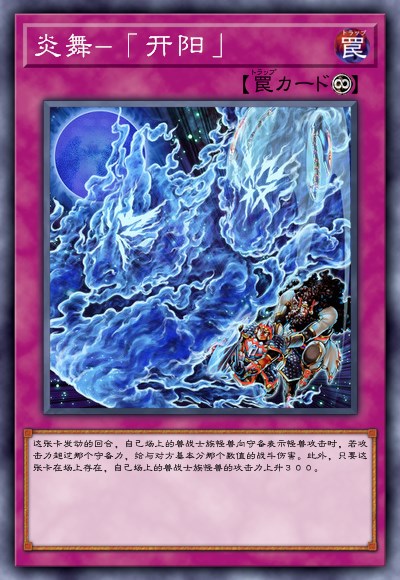 炎舞-「开阳」
トラップ
罠
トラップ
【罠カード】
这张卡发动的回合，自己场上的兽战士族怪兽向守备表示怪兽攻击时，若攻
击力超过那个守备力，给与对方基本分那个数值的战斗伤害。此外，只要这
张卡在场上存在，自己场上的兽战士族怪兽的攻击力上升３００。